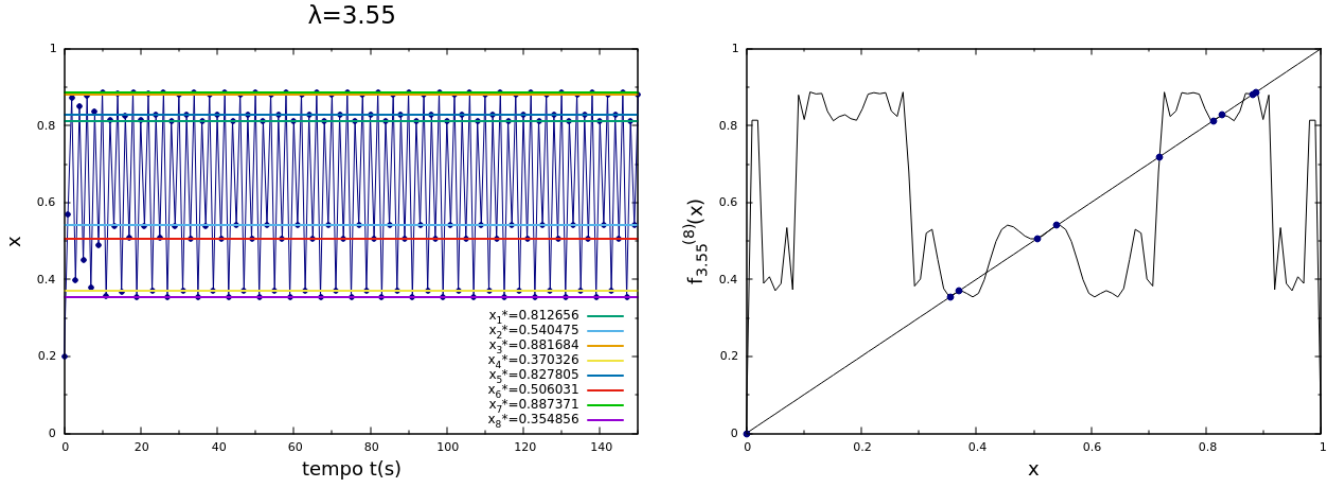 λ=3.55
1
0.8
0.6
0.4
0.2
0
x
x₁*=0.812656
x₂*=0.540475
x₃*=0.881684
x₄*=0.370326
x₅*=0.827805
x₆*=0.506031
x₇*=0.887371
x₈*=0.354856
0 20 40 60 80 100 120 140
tempo t(s)
1
0.8
0.6
0.4
0.2
0
f₃.₅₅⁽⁸⁾(x)
0 0.2 0.4 0.6 0.8 1
x